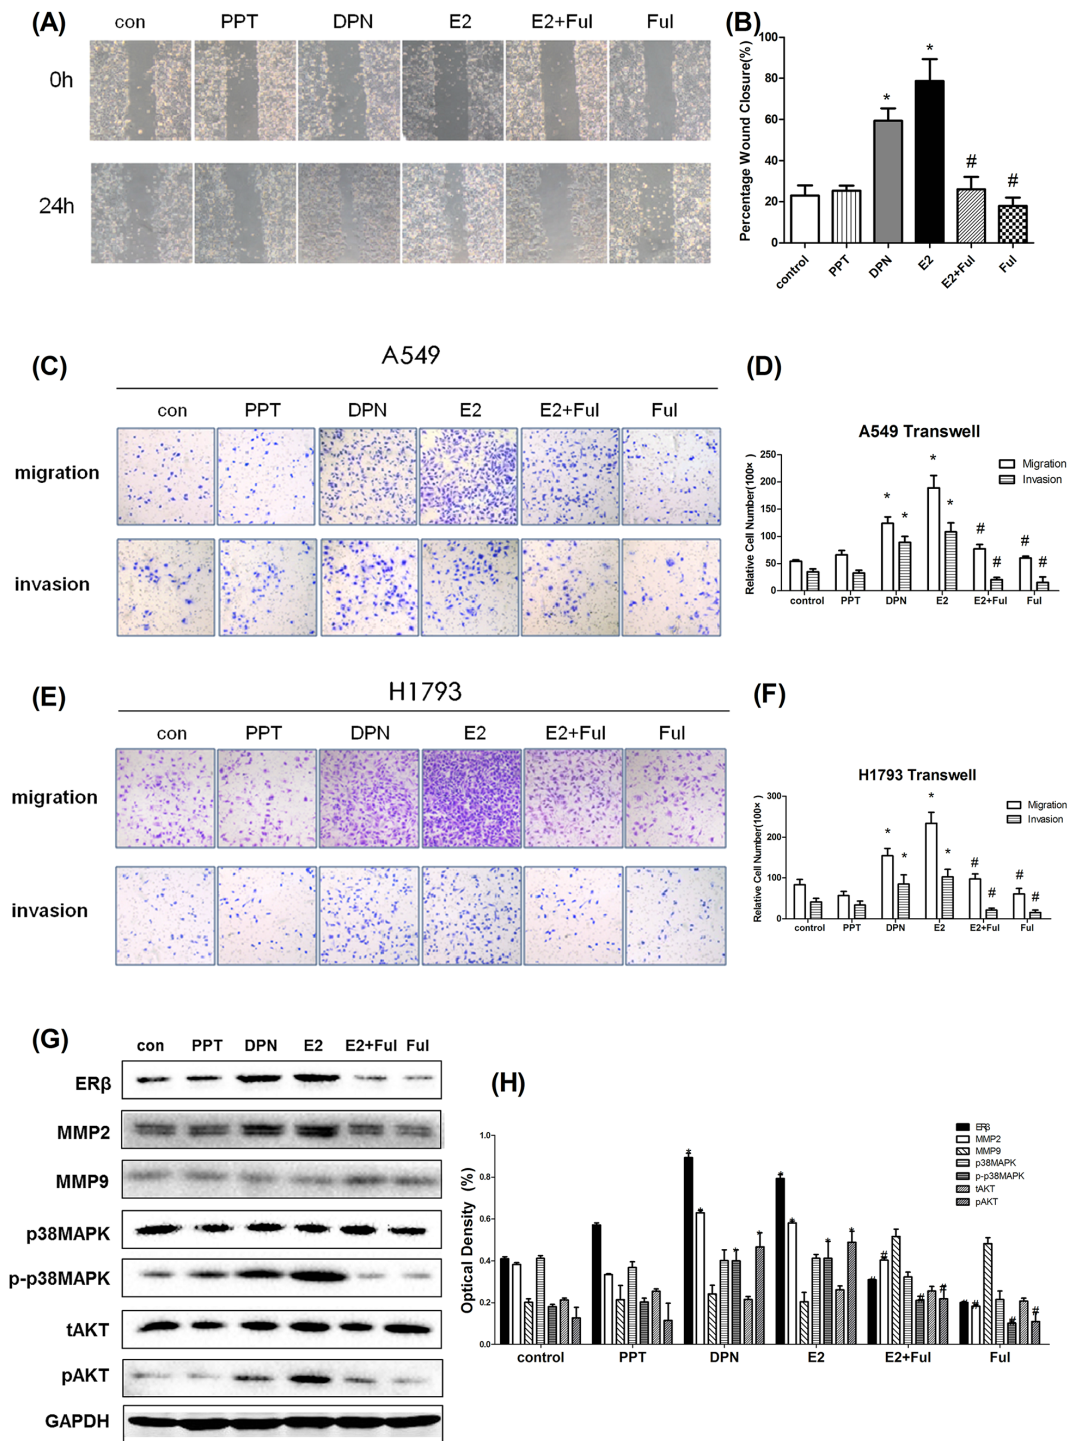 (A)
con PPT DPN E2 E2+Ful Ful
0h
24h
(B)
Percentage Wound Closure(%)
100
80
60
40
20
0
* * # #
control PPT DPN E2 E2+Ful Ful
(C)
A549
con PPT DPN E2 E2+Ful Ful
migration
invasion
(D)
A549 Transwell
Relative Cell Number(100×)
250
200
150
100
50
0
Migration
Invasion
* * * * # # # #
control PPT DPN E2 E2+Ful Ful
(E)
H1793
con PPT DPN E2 E2+Ful Ful
migration
invasion
(F)
H1793 Transwell
Relative Cell Number(100× )
300
200
100
0
Migration
Invasion
* * * * # # # #
control PPT DPN E2 E2+Ful Ful
(G)
con PPT DPN E2 E2+Ful Ful
ERβ
MMP2
MMP9
p38MAPK
p-p38MAPK
tAKT
pAKT
GAPDH
(H)
Optical Density (%)
1.0
0.8
0.6
0.4
0.2
0.0
ERβ
MMP2
MMP9
p38MAPK
p-p38MAPK
tAKT
pAKT
* * * * * * * * # # # # # # # #
control PPT DPN E2 E2+Ful Ful